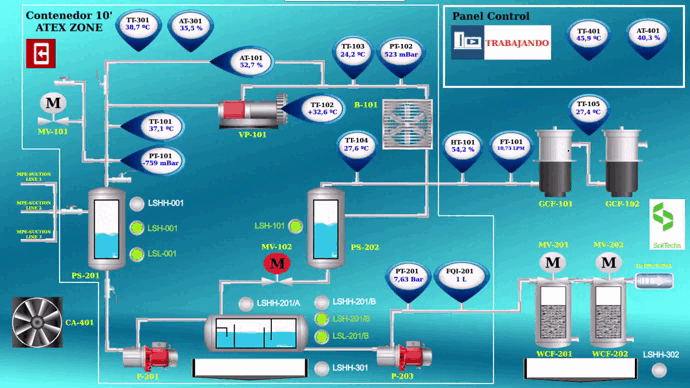 Contenedor 10'
ATEX ZONE
TT-301
38,7 ºC
AT-301
35,5 %
Panel Control
TRABAJANDO
TT-401
45,9 ºC
AT-401
40,3 %
AT-101
52,7 %
TT-103
24,2 ºC
PT-102
523 mBar
M
MV-101
TT-102
+32,6 ºC
VP-101
B-101
TT-101
37,1 ºC
PT-101
-759 mBar
TT-104
27,6 ºC
HT-101
54,2 %
FT-101
10,75 LPM
TT-105
27,4 ºC
GCF-101
GCF-102
MPE-SUCTION
LINE 1
MPE-SUCTION
LINE 2
MPE-SUCTION
LINE 3
LSHH-001
LSH-001
LSL-001
PS-201
LSH-101
PS-202
MV-102
M
SolTechs
MV-201
M
MV-202
M
PT-201
7,63 Bar
FQI-201
1 L
CA-401
LSHH-201/A
LSHH-201/B
LSH-201/B
LSL-201/B
P-201
P-203
LSHH-301
WCF-201
WCF-202
LSHH-302